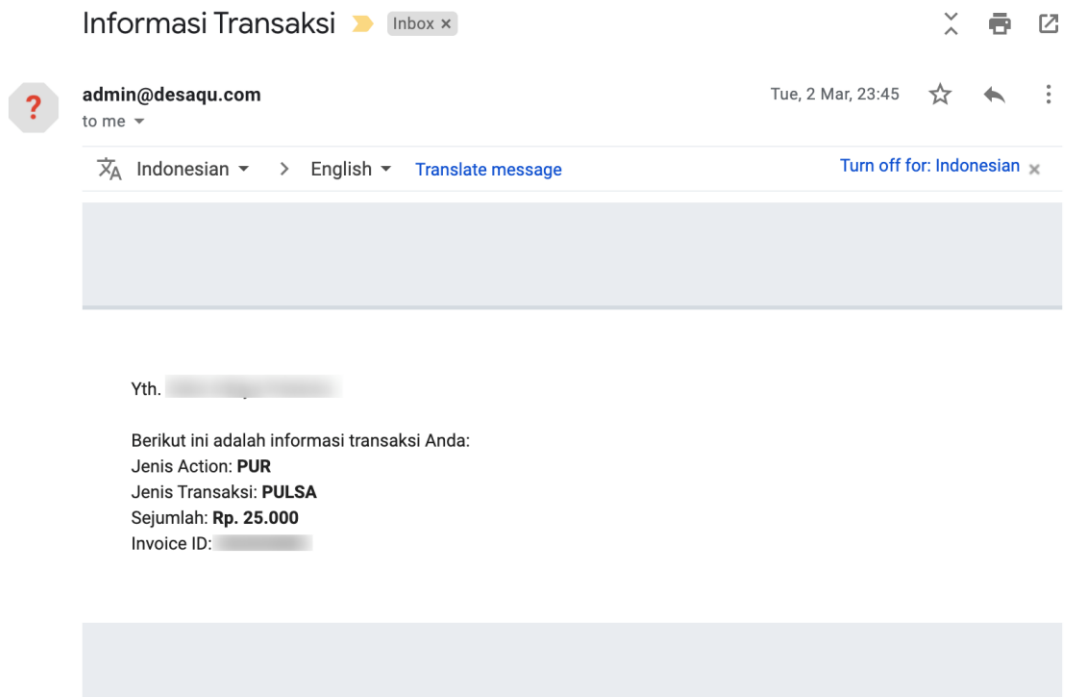 Informasi Transaksi Inbox ×
?
admin@desaqu.com Tue, 2 Mar, 23:45
to me
Indonesian > English Translate message Turn off for: Indonesian ×
Yth.
Berikut ini adalah informasi transaksi Anda:
Jenis Action: PUR
Jenis Transaksi: PULSA
Sejumlah: Rp. 25.000
Invoice ID: